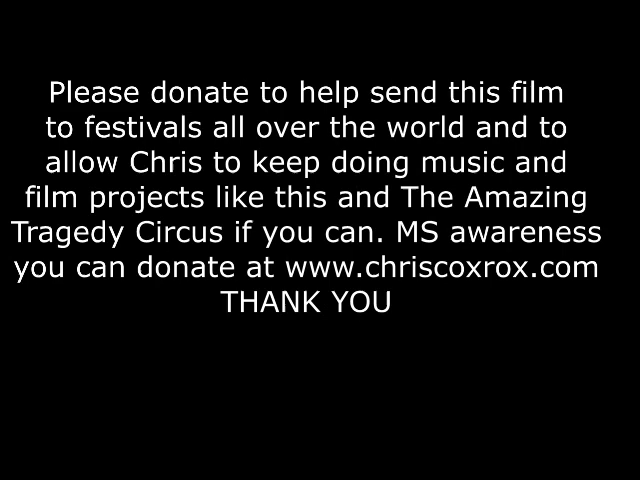 Please donate to help send this film
to festivals all over the world and to
allow Chris to keep doing music and
film projects like this and The Amazing
Tragedy Circus if you can. MS awareness
you can donate at www.chriscoxrox.com
THANK YOU